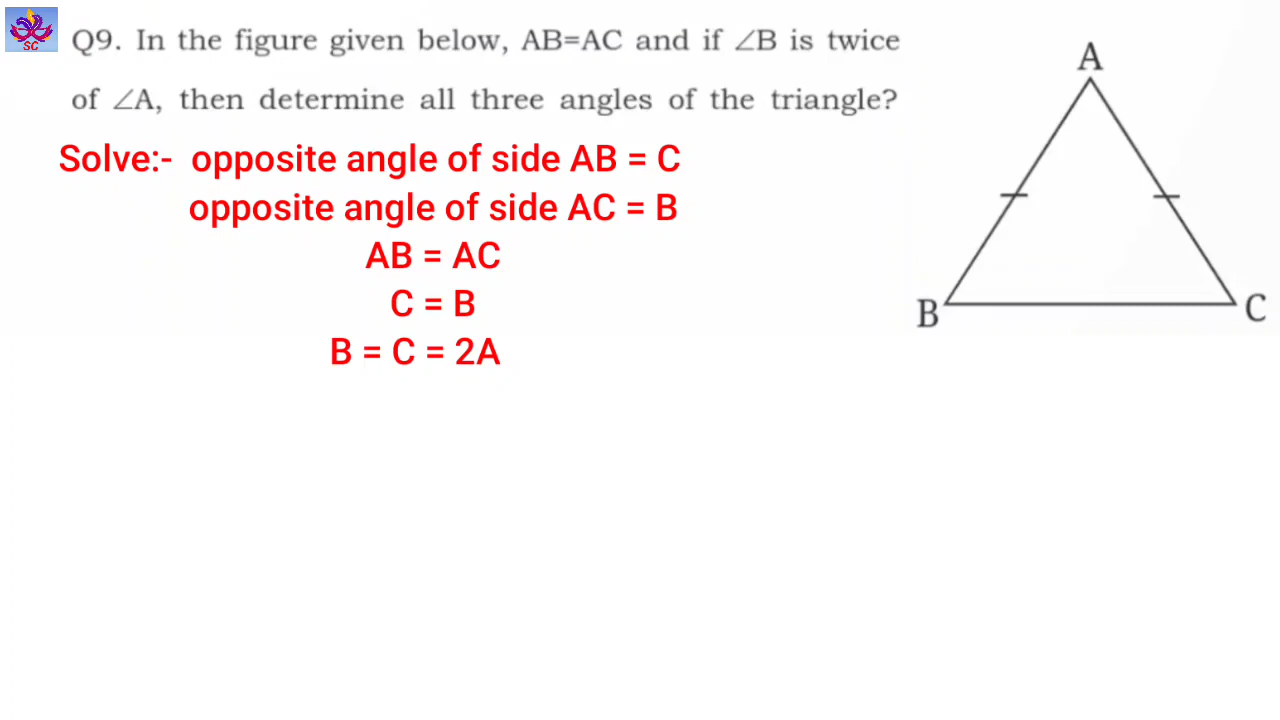 SC
Q9. In the figure given below, AB=AC and if ∠B is twice
of ∠A, then determine all three angles of the triangle?
Solve:- opposite angle of side AB = C
opposite angle of side AC = B
AB = AC
C = B
B = C = 2A
A
B
C